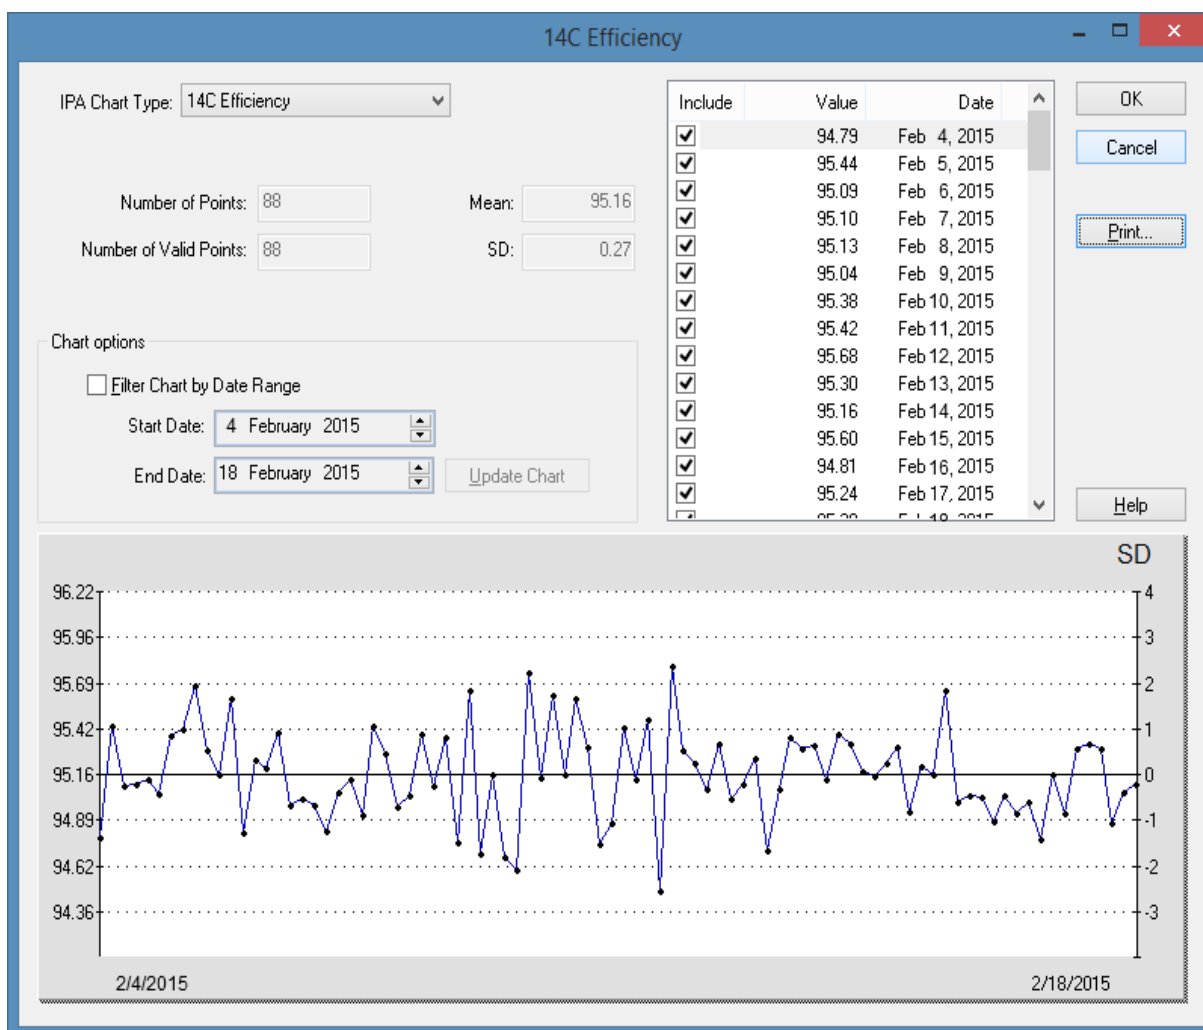 14C Efficiency
IPA Chart Type: 14C Efficiency
Number of Points: 88
Mean: 95.16
Number of Valid Points: 88
SD: 0.27
Chart options
Filter Chart by Date Range
Start Date: 4 February 2015
End Date: 18 February 2015
Update Chart
Include Value Date
94.79 Feb 4, 2015
95.44 Feb 5, 2015
95.09 Feb 6, 2015
95.10 Feb 7, 2015
95.13 Feb 8, 2015
95.04 Feb 9, 2015
95.38 Feb 10, 2015
95.42 Feb 11, 2015
95.68 Feb 12, 2015
95.30 Feb 13, 2015
95.16 Feb 14, 2015
95.60 Feb 15, 2015
94.81 Feb 16, 2015
95.24 Feb 17, 2015
OK
Cancel
Print...
Help
SD
96.22 4
95.96 3
95.69 2
95.42 1
95.16 0
94.89 -1
94.62 -2
94.36 -3
2/4/2015 2/18/2015